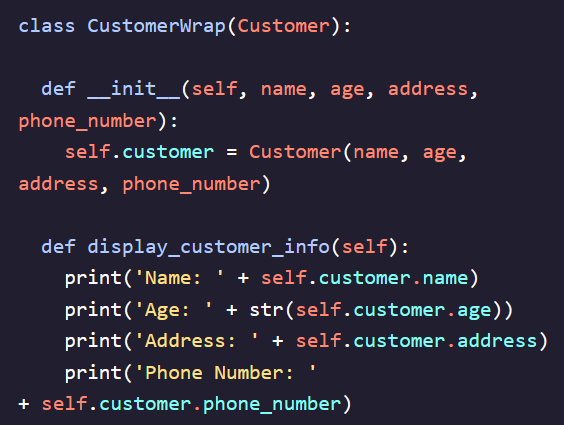 class CustomerWrap(Customer):
  def __init__(self, name, age, address,
phone_number):
    self.customer = Customer(name, age,
address, phone_number)
  def display_customer_info(self):
    print('Name: ' + self.customer.name)
    print('Age: ' + str(self.customer.age))
    print('Address: ' + self.customer.address)
    print('Phone Number: '
+ self.customer.phone_number)